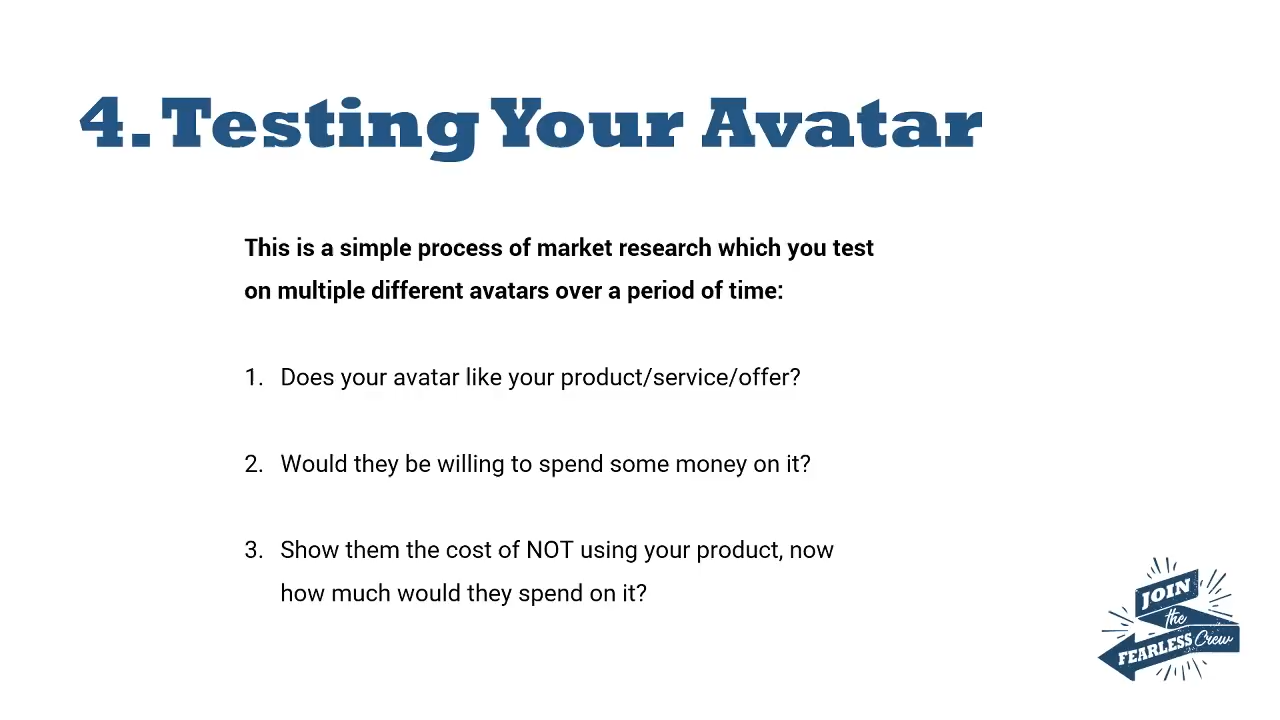 4. Testing Your Avatar
This is a simple process of market research which you test
on multiple different avatars over a period of time:
1. Does your avatar like your product/service/offer?
2. Would they be willing to spend some money on it?
3. Show them the cost of NOT using your product, now
how much would they spend on it?
JOIN
the
FEARLESS Crew